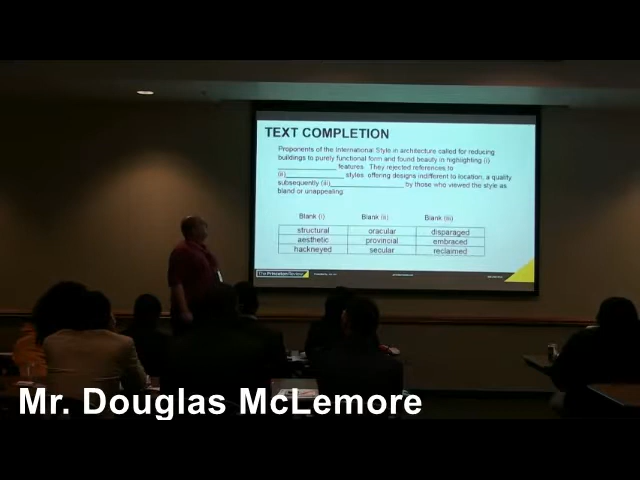 TEXT COMPLETION
Proponents of the International Style in architecture called for reducing
buildings to purely functional form and found beauty in highlighting (i)
____________ features. They rejected references to
(ii)______________ styles offering designs indifferent to location, a quality
subsequently (iii)__________________ by those who viewed the style as
bland or unappealing.
Blank (i) Blank (ii) Blank (iii)
structural oracular disparaged
aesthetic provincial embraced
hackneyed secular reclaimed
The Princeton Review
Mr. Douglas McLemore